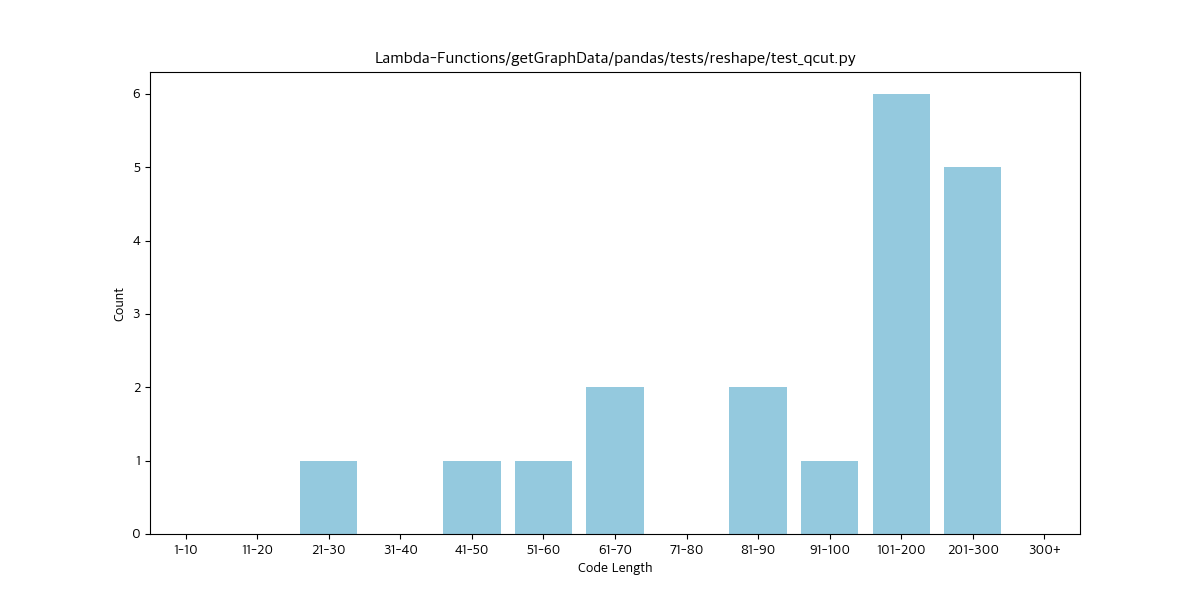 Lambda-Functions/getGraphData/pandas/tests/reshape/test_qcut.py
6
5
4
3
2
1
0
Count
1-10 11-20 21-30 31-40 41-50 51-60 61-70 71-80 81-90 91-100 101-200 201-300 300+
Code Length